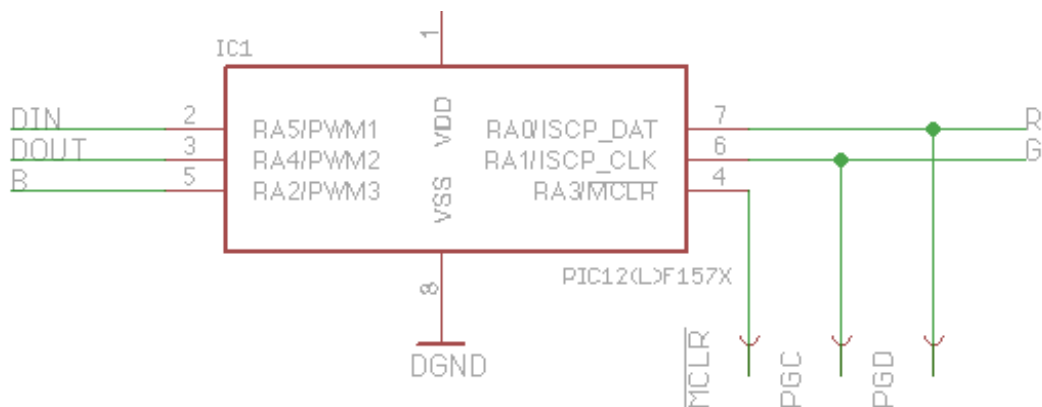 1
IC1
DIN 2 RA5/PWM1 VDD RA0/ISCP_DAT 7 R
DOUT 3 RA4/PWM2 RA1/ISCP_CLK 6 G
B 5 RA2/PWM3 VSS RA3/MCLR 4
8
PIC12(L)F157X
DGND
MCLR
PGC
PGD